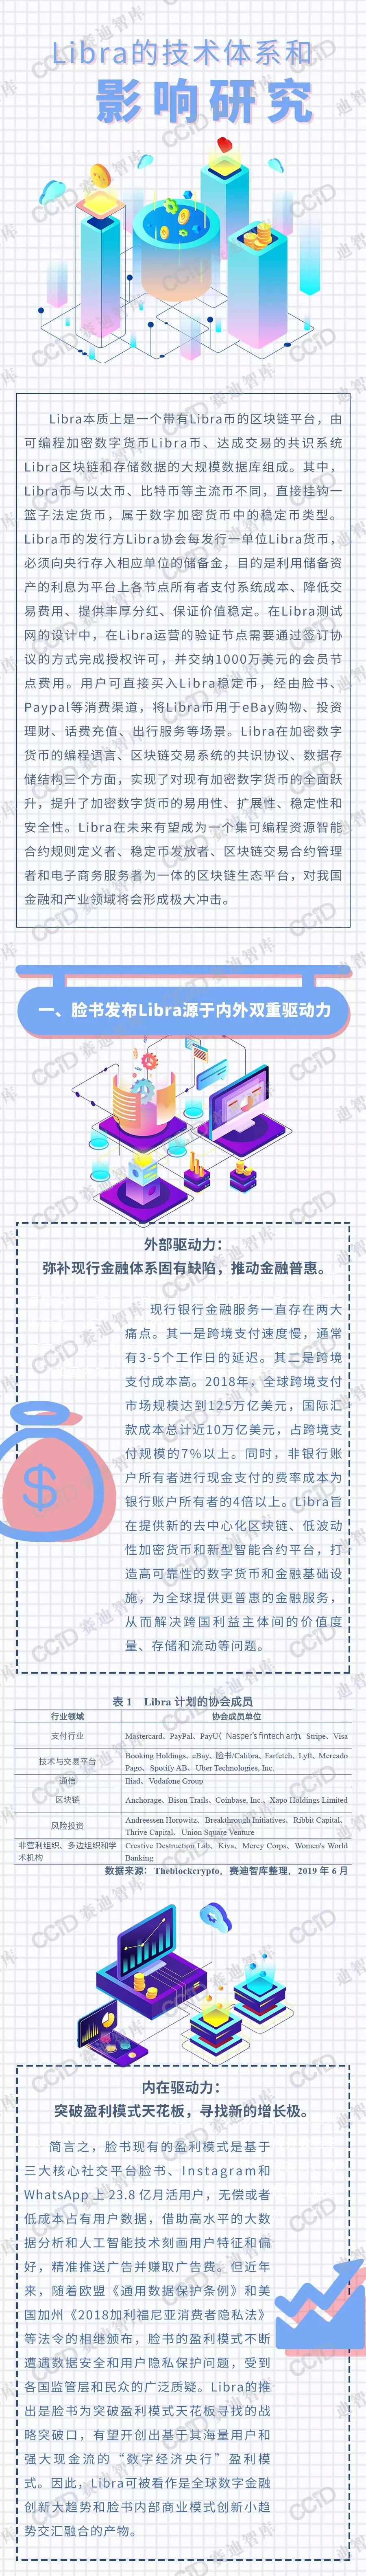 Libra的技术体系和
影响研究
Libra本质上是一个带有Libra币的区块链平台，由
可编程加密数字货币Libra币、达成交易的共识系统
Libra区块链和存储数据的大规模数据库组成。其中，
Libra币与以太币、比特币等主流币不同，直接挂钩一
篮子法定货币，属于数字加密货币中的稳定币类型。
Libra币的发行方Libra协会每发行一单位Libra货币，
必须向央行存入相应单位的储备金，目的是利用储备资
产的利息为平台上各节点所有者支付系统成本、降低交
易费用、提供丰厚分红、保证价值稳定。在Libra测试
网的设计中，在Libra运营的验证节点需要通过签订协
议的方式完成授权许可，并交纳1000万美元的会员节
点费用。用户可直接买入Libra稳定币，经由脸书、
Paypal等消费渠道，将Libra币用于eBay购物、投资
理财、话费充值、出行服务等场景。Libra在加密数字
货币的编程语言、区块链交易系统的共识协议、数据存
储结构三个方面，实现了对现有加密数字货币的全面跃
升，提升了加密数字货币的易用性、扩展性、稳定性和
安全性。Libra在未来有望成为一个集可编程资源智能
合约规则定义者、稳定币发放者、区块链交易合约管理
者和电子商务服务者为一体的区块链生态平台，对我国
金融和产业领域将会形成极大冲击。
一、脸书发布Libra源于内外双重驱动力
外部驱动力：
弥补现行金融体系固有缺陷，推动金融普惠。
现行银行金融服务一直存在两大
痛点。其一是跨境支付速度慢，通常
有3-5个工作日的延迟。其二是跨境
支付成本高。2018年，全球跨境支付
市场规模达到125万亿美元，国际汇
款成本总计近10万亿美元，占跨境支
付规模的7%以上。同时，非银行账
户所有者进行现金支付的费率成本为
银行账户所有者的4倍以上。Libra旨
在提供新的去中心化区块链、低波动
性加密货币和新型智能合约平台，打
造高可靠性的数字货币和金融基础设
施，为全球提供更普惠的金融服务，
从而解决跨国利益主体间的价值度
量、存储和流动等问题。
表 1 Libra 计划的协会成员
行业领域 协会成员单位
支付行业 Mastercard、PayPal、PayU（Nasper's fintech arm）、Stripe、Visa
技术与交易平台 Booking Holdings、eBay、脸书/Calibra、Farfetch、Lyft、Mercado
Pago、Spotify AB、Uber Technologies, Inc.
通信 Iliad、Vodafone Group
区块链 Anchorage、Bison Trails、Coinbase, Inc.、Xapo Holdings Limited
风险投资 Andreessen Horowitz、Breakthrough Initiatives、Ribbit Capital、
Thrive Capital、Union Square Venture
非营利组织、多边组织和学术机构 Creative Destruction Lab、Kiva、Mercy Corps、Women's World
Banking
数据来源：Theblockcrypto，赛迪智库整理，2019 年 6 月
内在驱动力：
突破盈利模式天花板，寻找新的增长极。
简言之，脸书现有的盈利模式是基于
三大核心社交平台脸书、Instagram和
WhatsApp 上 23.8 亿月活用户，无偿或者
低成本占有用户数据，借助高水平的大数
据分析和人工智能技术刻画用户特征和偏
好，精准推送广告并赚取广告费。但近年
来，随着欧盟《通用数据保护条例》和美
国加州《2018加利福尼亚消费者隐私法》
等法令的相继颁布，脸书的盈利模式不断
遭遇数据安全和用户隐私保护问题，受到
各国监管层和民众的广泛质疑。Libra的推
出是脸书为突破盈利模式天花板寻找的战
略突破口，有望开创出基于其海量用户和
强大现金流的“数字经济央行”盈利模
式。因此，Libra可被看作是全球数字金融
创新大趋势和脸书内部商业模式创新小趋
势交汇融合的产物。